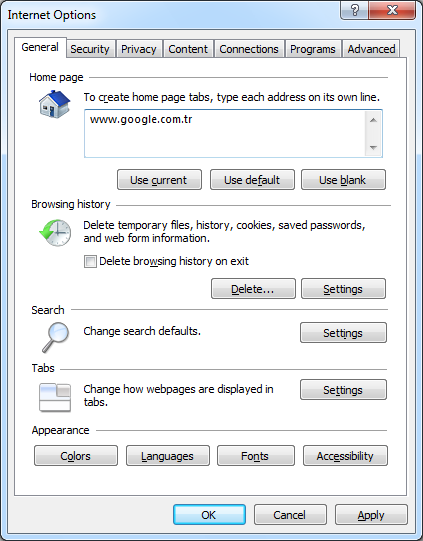 Internet Options
General Security Privacy Content Connections Programs Advanced
Home page
To create home page tabs, type each address on its own line.
www.google.com.tr
Use current Use default Use blank
Browsing history
Delete temporary files, history, cookies, saved passwords,
and web form information.
Delete browsing history on exit
Delete... Settings
Search
Change search defaults. Settings
Tabs
Change how webpages are displayed in Settings
tabs.
Appearance
Colors Languages Fonts Accessibility
OK Cancel Apply